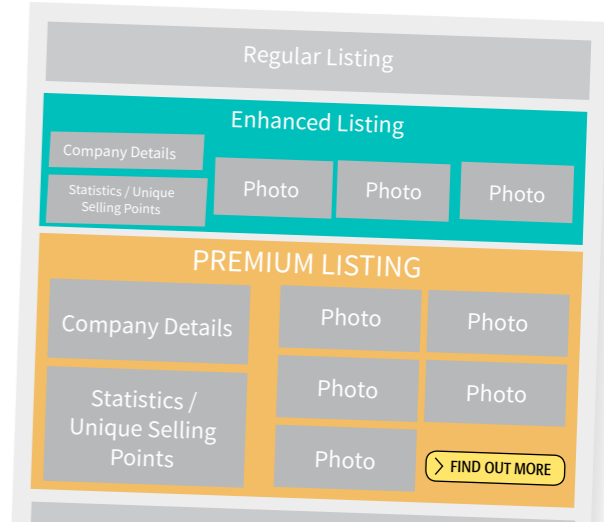 Regular Listing
Enhanced Listing
Company Details
Statistics / Unique
Selling Points
Photo
Photo
Photo
PREMIUM LISTING
Company Details
Statistics /
Unique Selling
Points
Photo
Photo
Photo
Photo
Photo
FIND OUT MORE